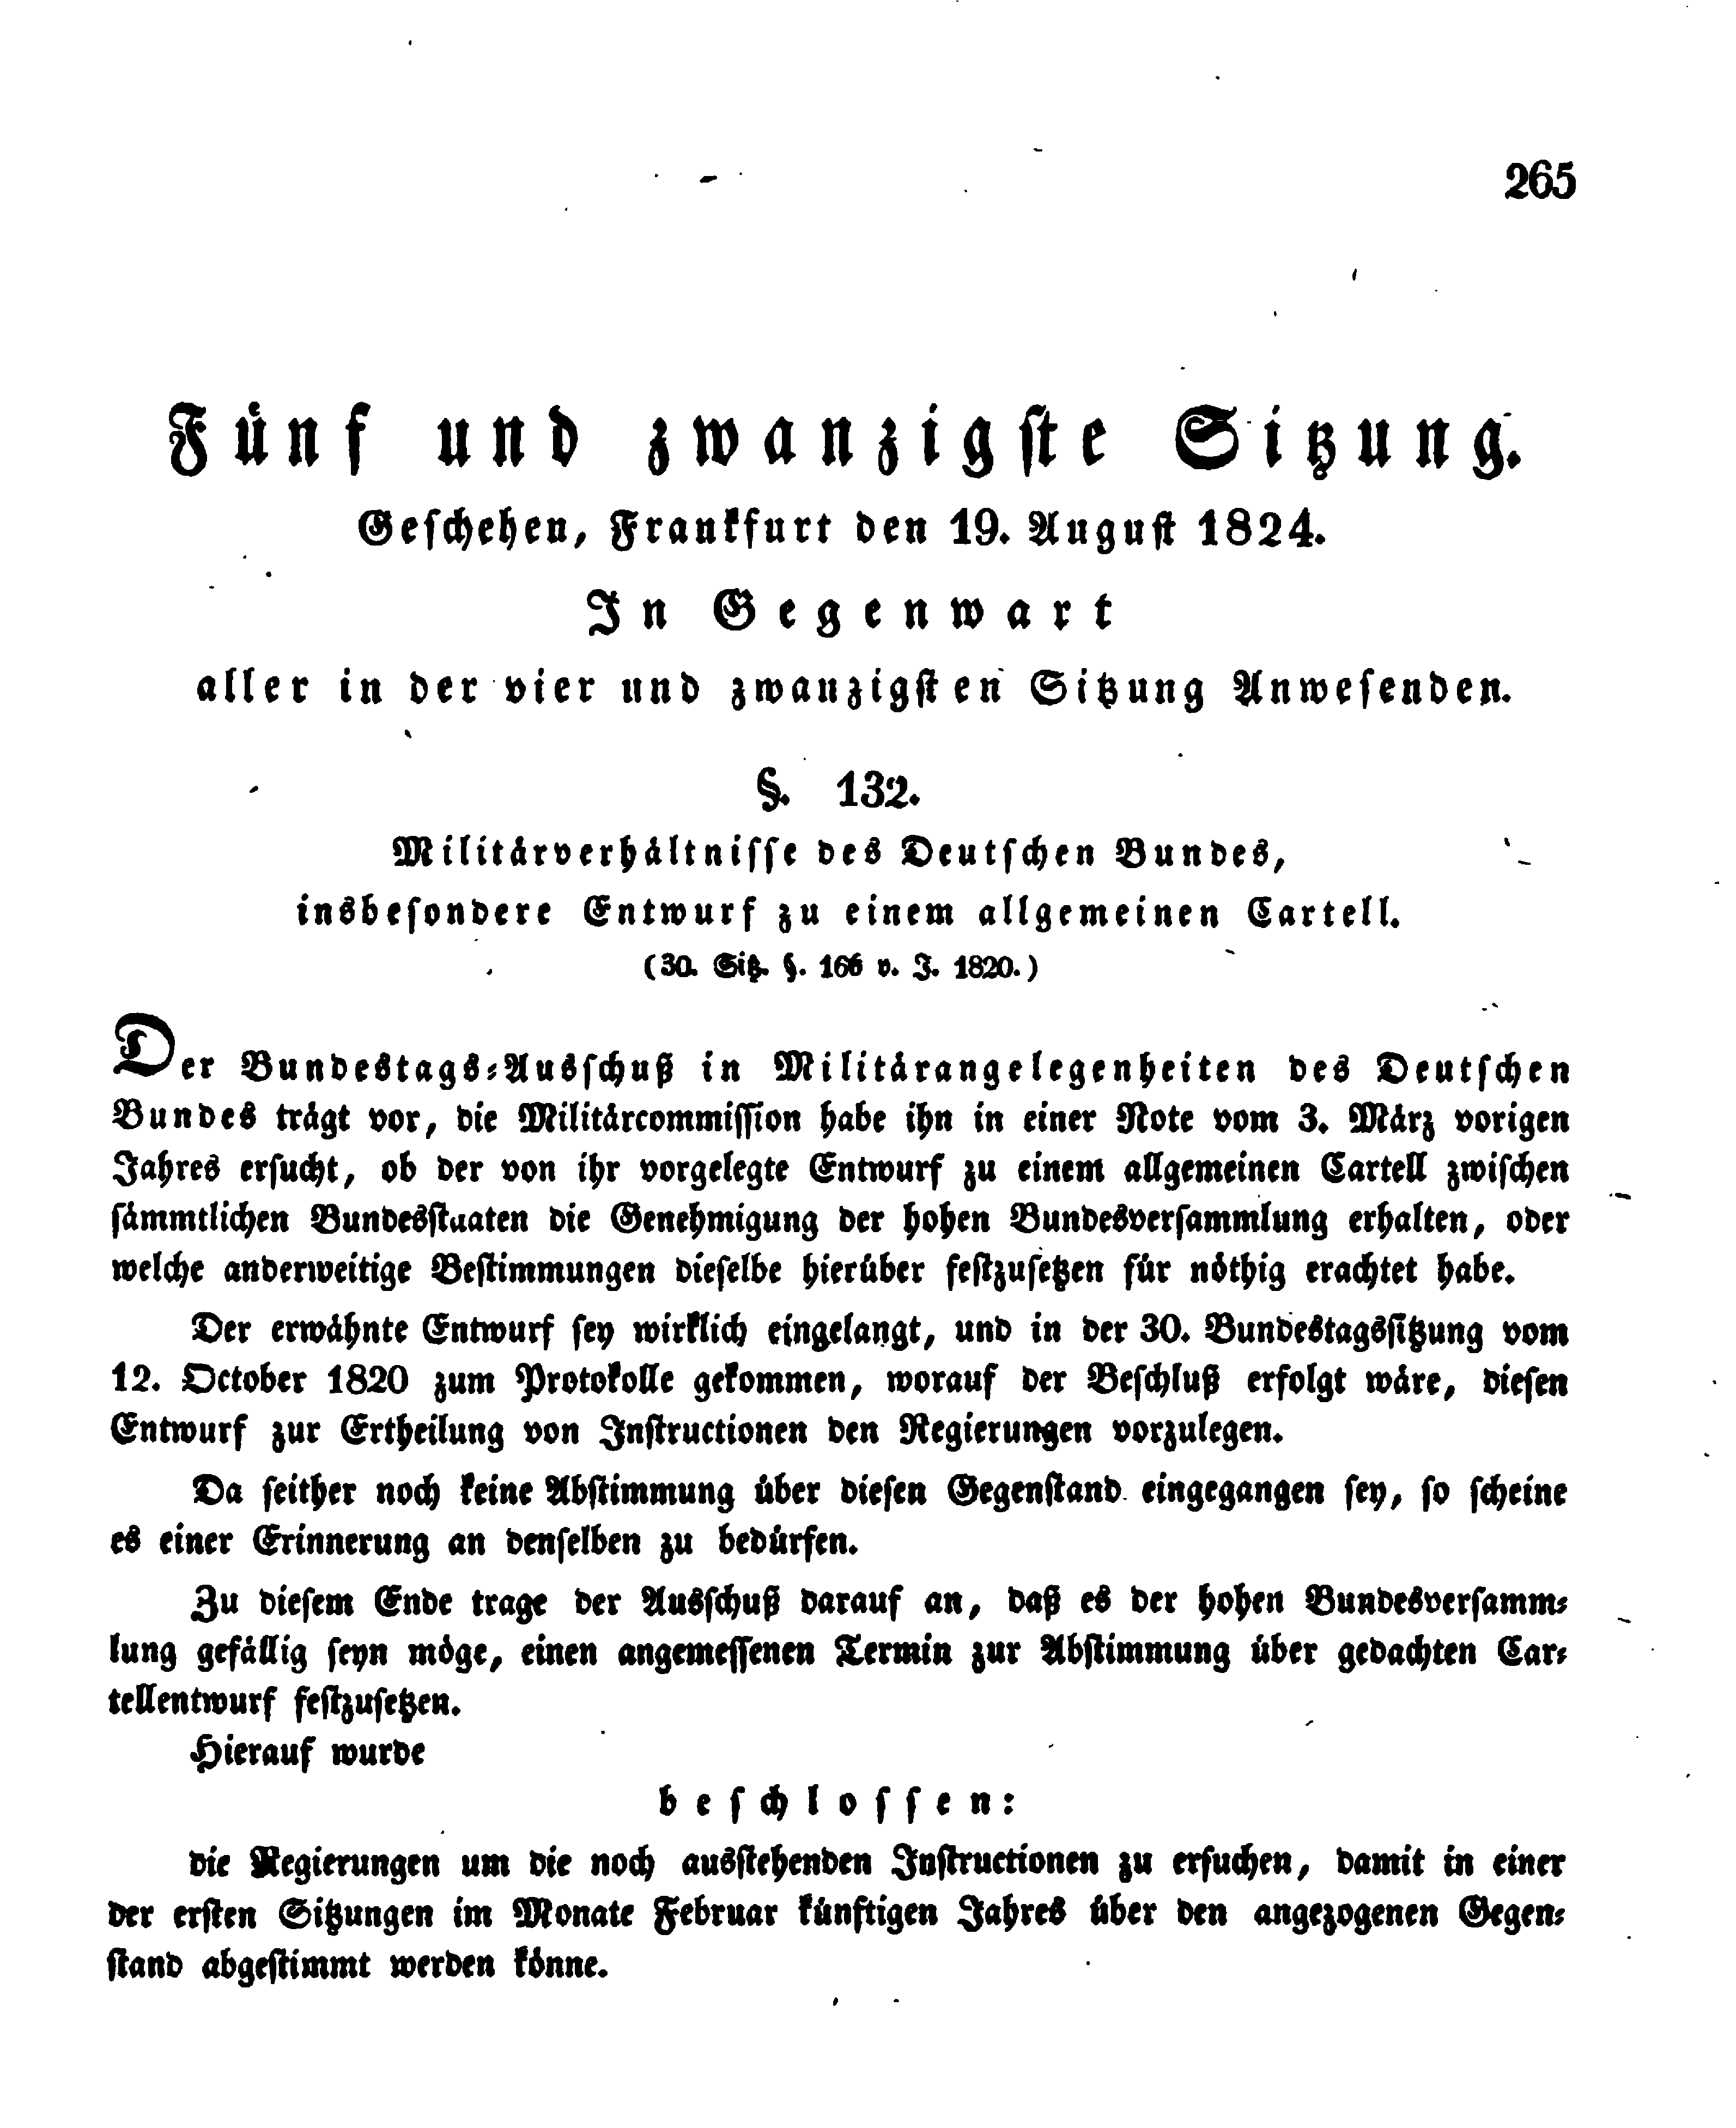 265
Fünf und zwanzigste Sitzung.
Geschehen, Frankfurt den 19. August 1824.
In Gegenwart
aller in der vier und zwanzigsten Sitzung Anwesenden.
§. 132.
Militärverhältnisse des Deutschen Bundes,
insbesondere Entwurf zu einem allgemeinen Cartell.
(30. Sitz. §. 166 v. J. 1820.)
Der Bundestags-Ausschuß in Militärangelegenheiten des Deutschen
Bundes trägt vor, die Militärcommission habe ihn in einer Note vom 3. März vorigen
Jahres ersucht, ob der von ihr vorgelegte Entwurf zu einem allgemeinen Cartell zwischen
sämmtlichen Bundesstaaten die Genehmigung der hohen Bundesversammlung erhalten, oder
welche anderweitige Bestimmungen dieselbe hierüber festzusetzen für nöthig erachtet habe.
Der erwähnte Entwurf sey wirklich eingelangt, und in der 30. Bundestagssitzung vom
12. October 1820 zum Protokolle gekommen, worauf der Beschluß erfolgt wäre, diesen
Entwurf zur Ertheilung von Instructionen den Regierungen vorzulegen.
Da seither noch keine Abstimmung über diesen Gegenstand eingegangen sey, so scheine
es einer Erinnerung an denselben zu bedürfen.
Zu diesem Ende trage der Ausschuß darauf an, daß es der hohen Bundesversamm-
lung gefällig seyn möge, einen angemessenen Termin zur Abstimmung über gedachten Car-
tellentwurf festzusetzen.
Hierauf wurde
beschlossen:
die Regierungen um die noch ausstehenden Instructionen zu ersuchen, damit in einer
der ersten Sitzungen im Monate Februar künftigen Jahres über den angezogenen Gegen-
stand abgestimmt werden könne.